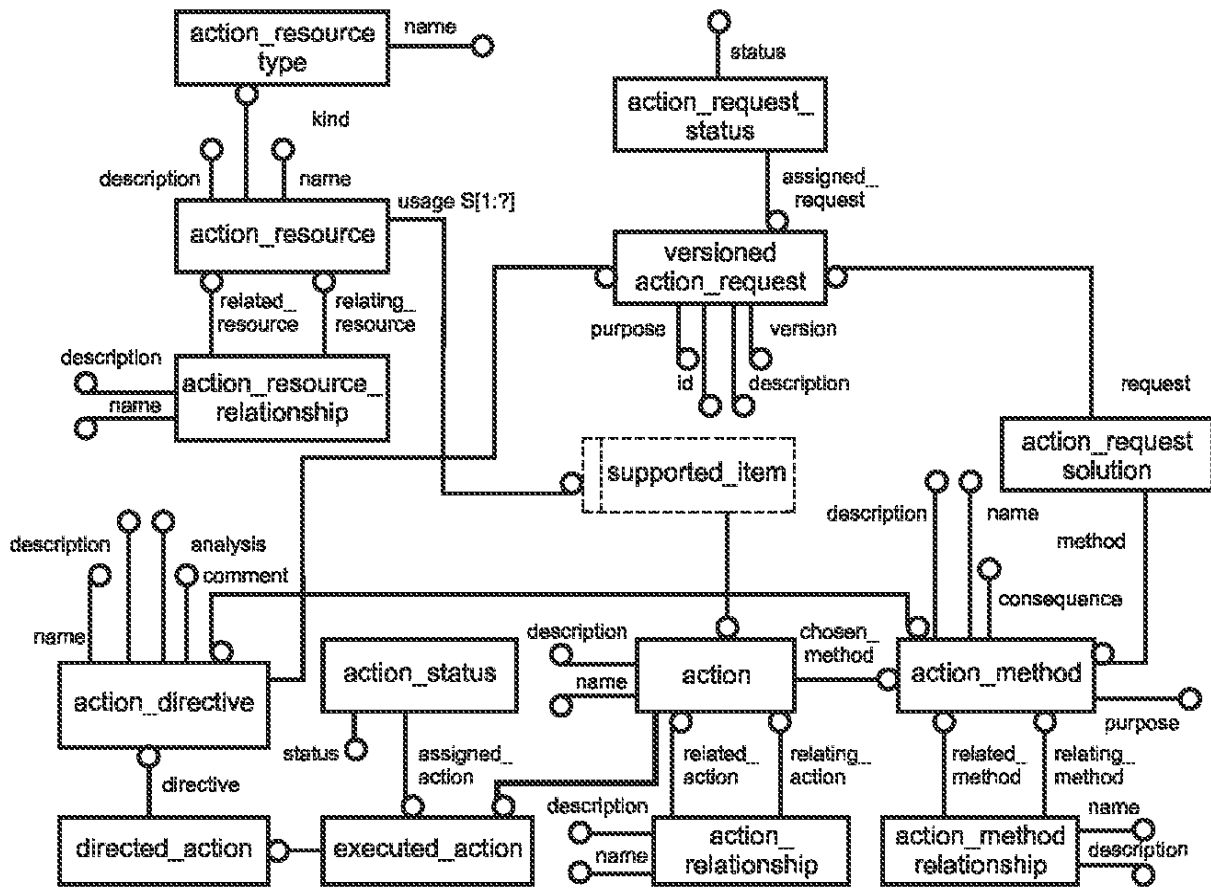 action_resource
type
name
kind
description
name
action_resource
usage S[1:?]
related_
resource
relating_
resource
description
name
action_resource_
relationship
status
action_request_
status
assigned_
request
versioned
action_request
purpose
version
id
description
request
action_request
solution
supported_item
description
name
method
consequence
description
analysis
comment
name
action_directive
action_status
description
name
action
chosen_
method
action_method
purpose
status
assigned_
action
related_
action
relating_
action
related_
method
relating_
method
directive
directed_action
executed_action
description
name
action_
relationship
action_method
relationship
name
description